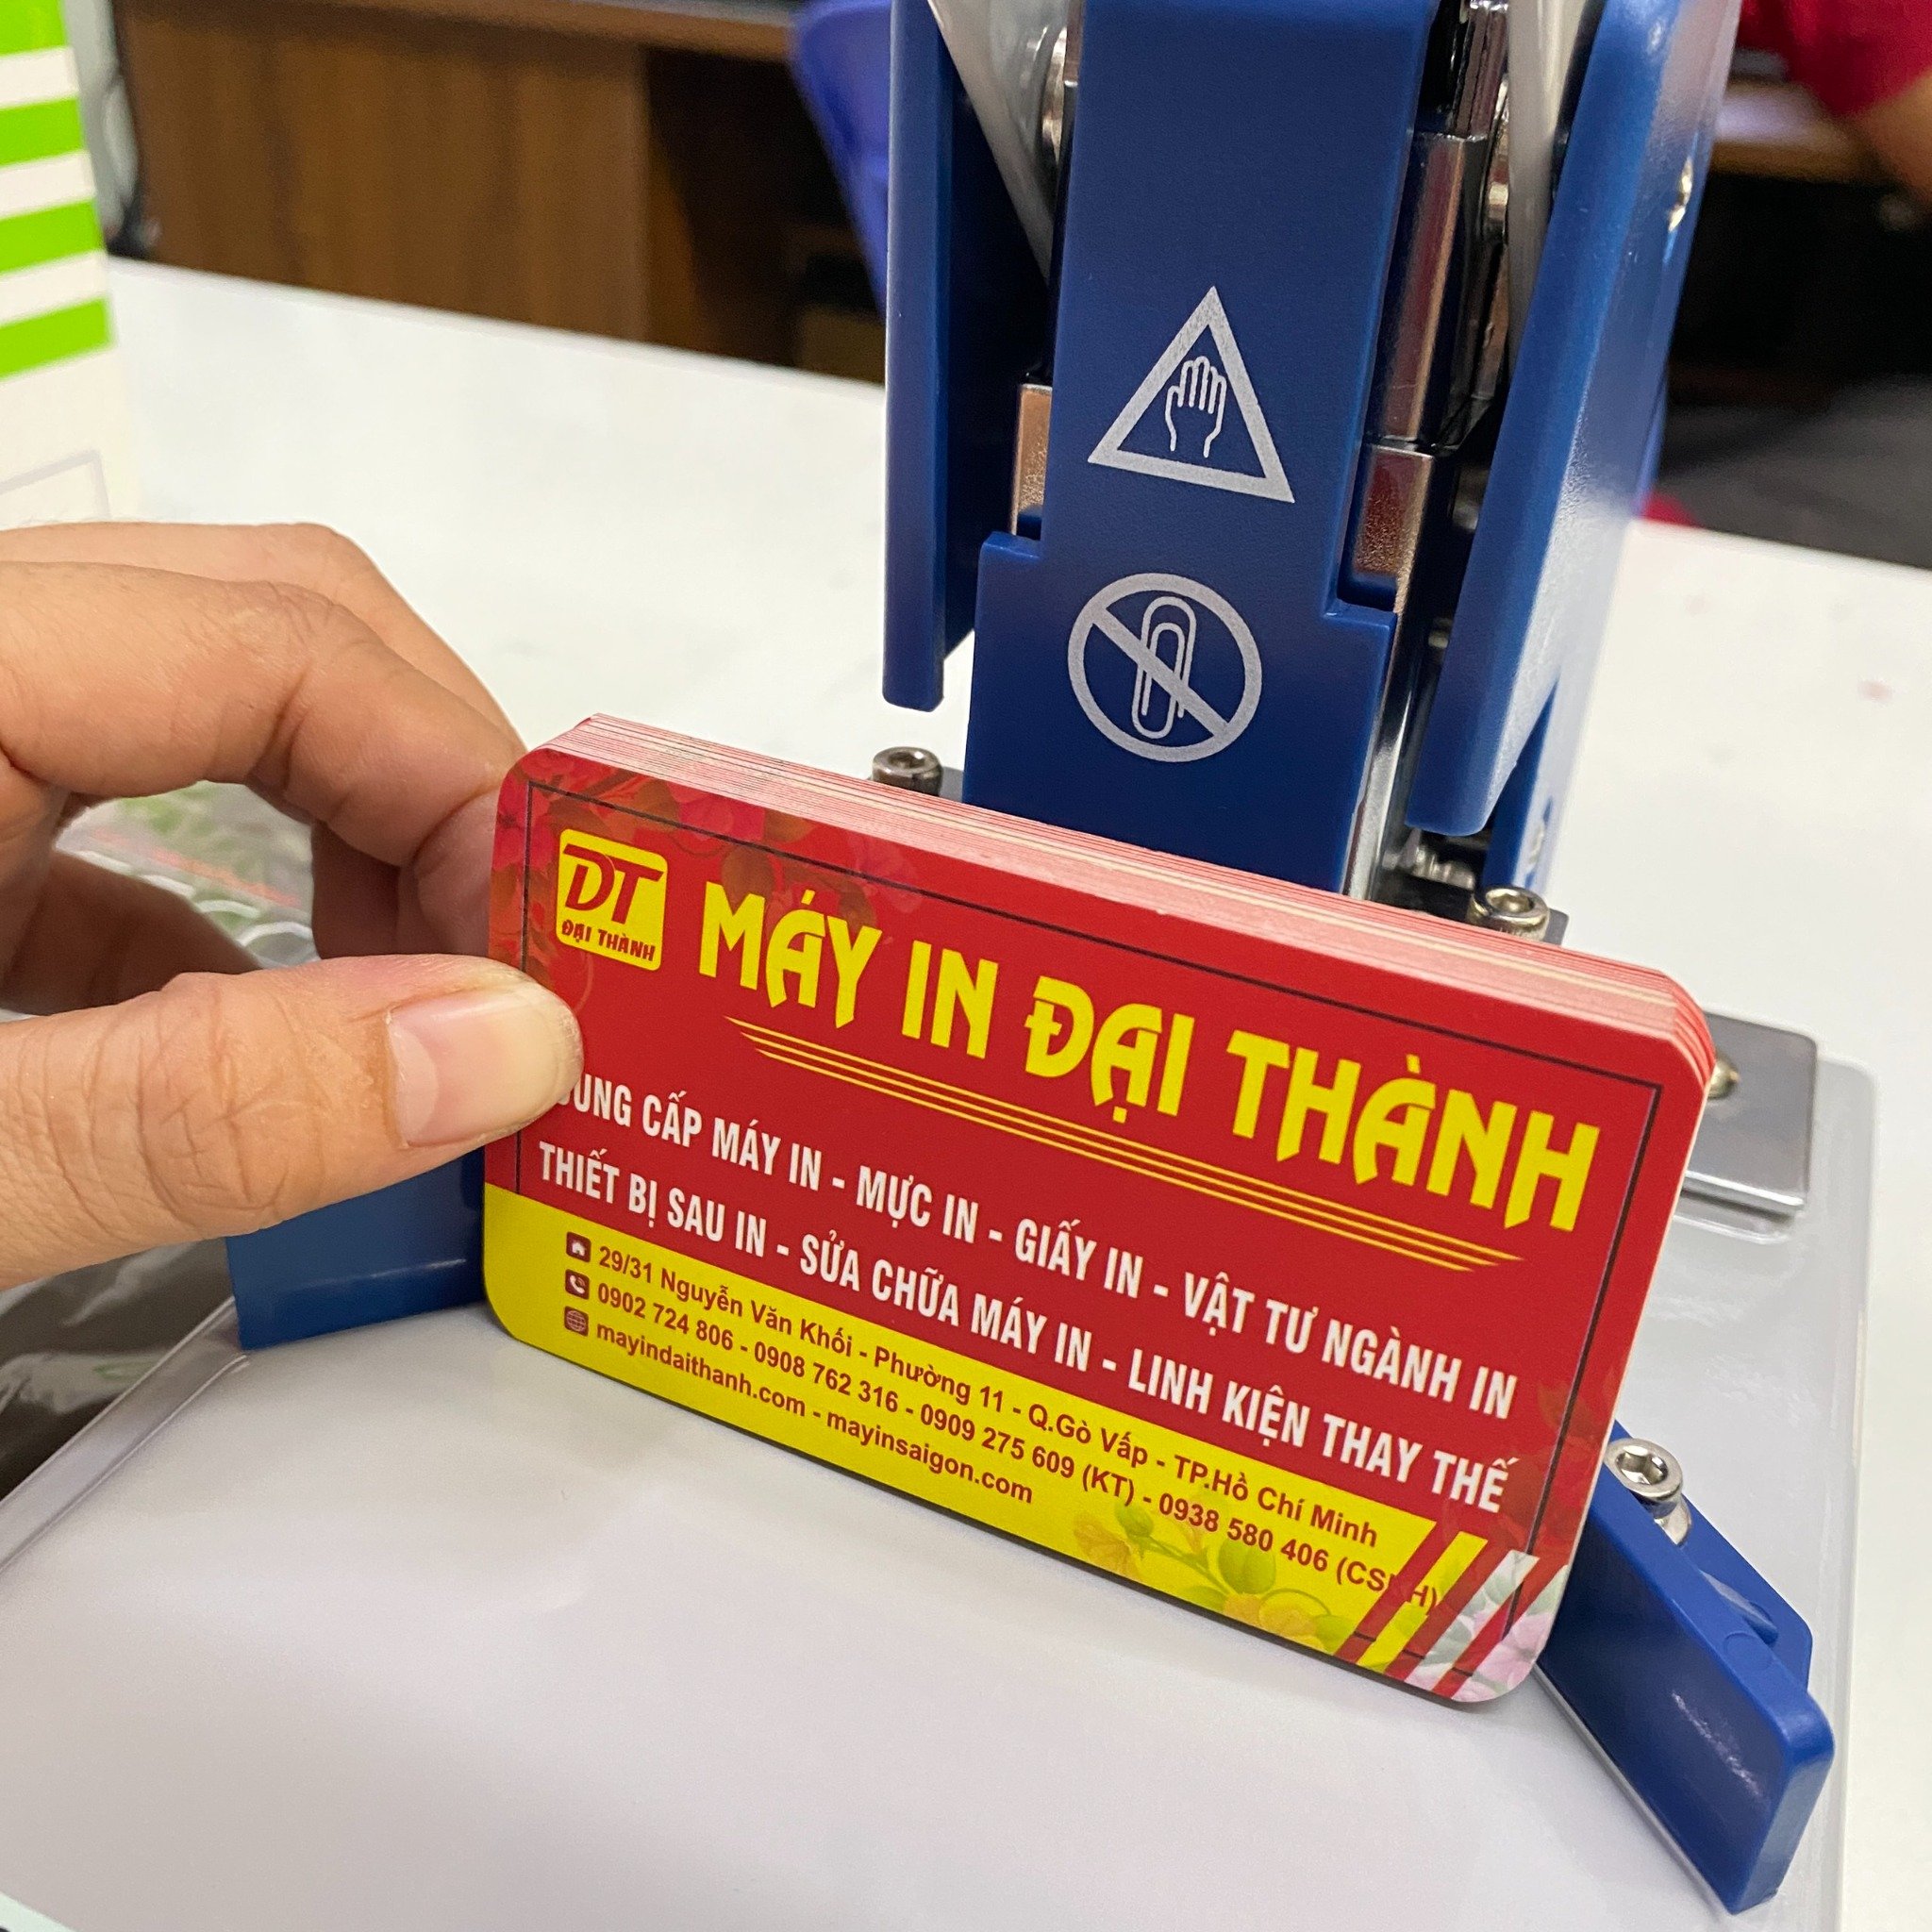 DT
ĐẠI THÀNH
MÁY IN ĐẠI THÀNH
CUNG CẤP MÁY IN - MỰC IN - GIẤY IN - VẬT TƯ NGÀNH IN
THIẾT BỊ SAU IN - SỬA CHỮA MÁY IN - LINH KIỆN THAY THẾ
29/31 Nguyễn Văn Khối - Phường 11 - Q.Gò Vấp - TP.Hồ Chí Minh
0902 724 806 - 0908 762 316 - 0909 275 609 (KT) - 0938 580 406 (CSKH)
mayindaithanh.com - mayinsaigon.com